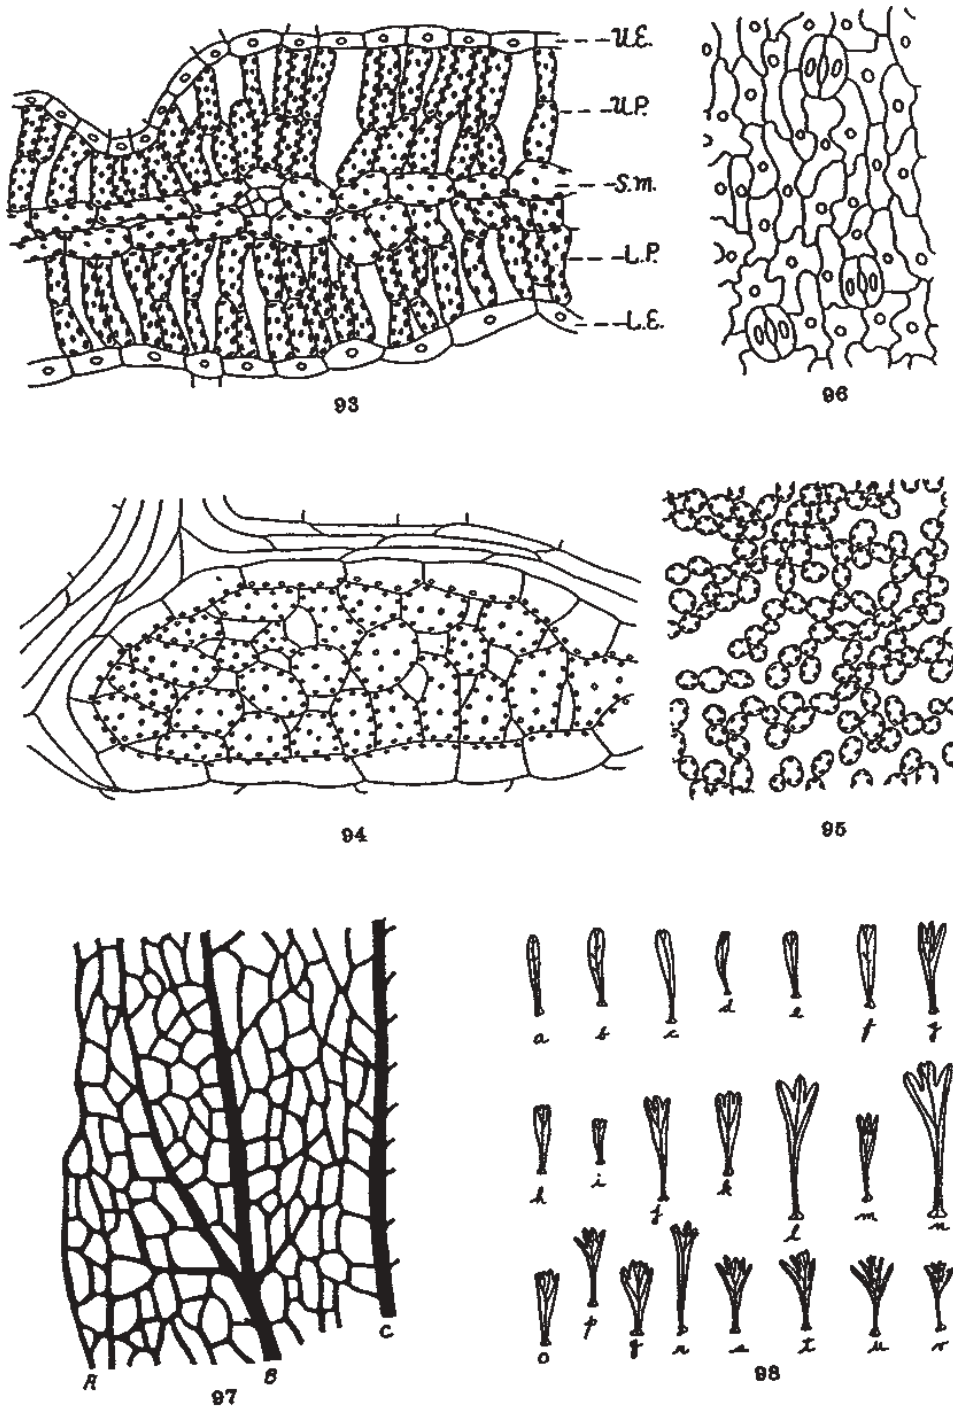 U.E.
U.P.
S.m.
L.P.
L.E.
93
96
94
95
A
B
C
97
a b c d e f g
h i j k l m n
o p q r s t u v
98